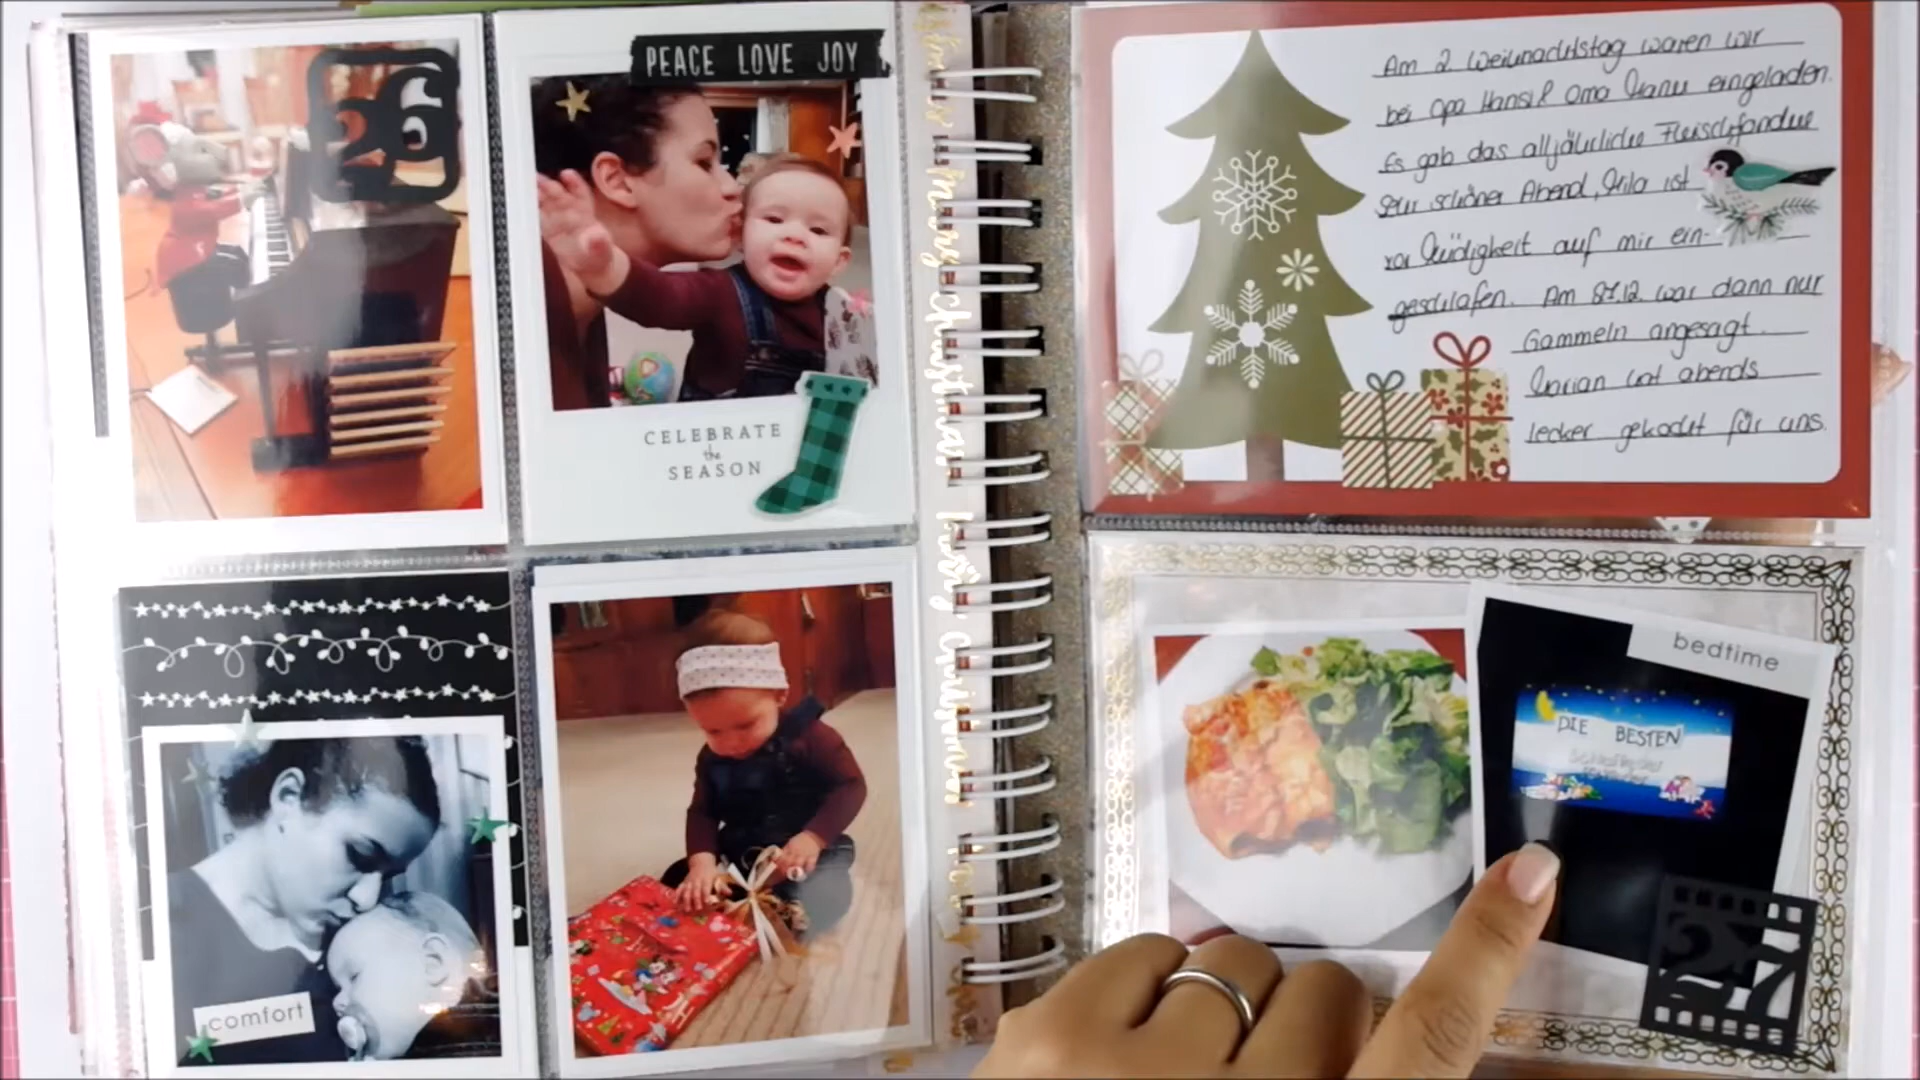 26
PEACE LOVE JOY
CELEBRATE
the
SEASON
comfort
Am 2. Weihnachtstag waren wir
bei Opa Hansi & Oma Manu eingeladen.
Es gab das alljährliche Fleischfondue
Sehr schöner Abend, Mila ist
vor Müdigkeit auf mir ein-
geschlafen. Am 27.12. war dann nur
Gammeln angesagt.
Marian hat abends
lecker gekocht für uns.
bedtime
DIE BESTEN
27